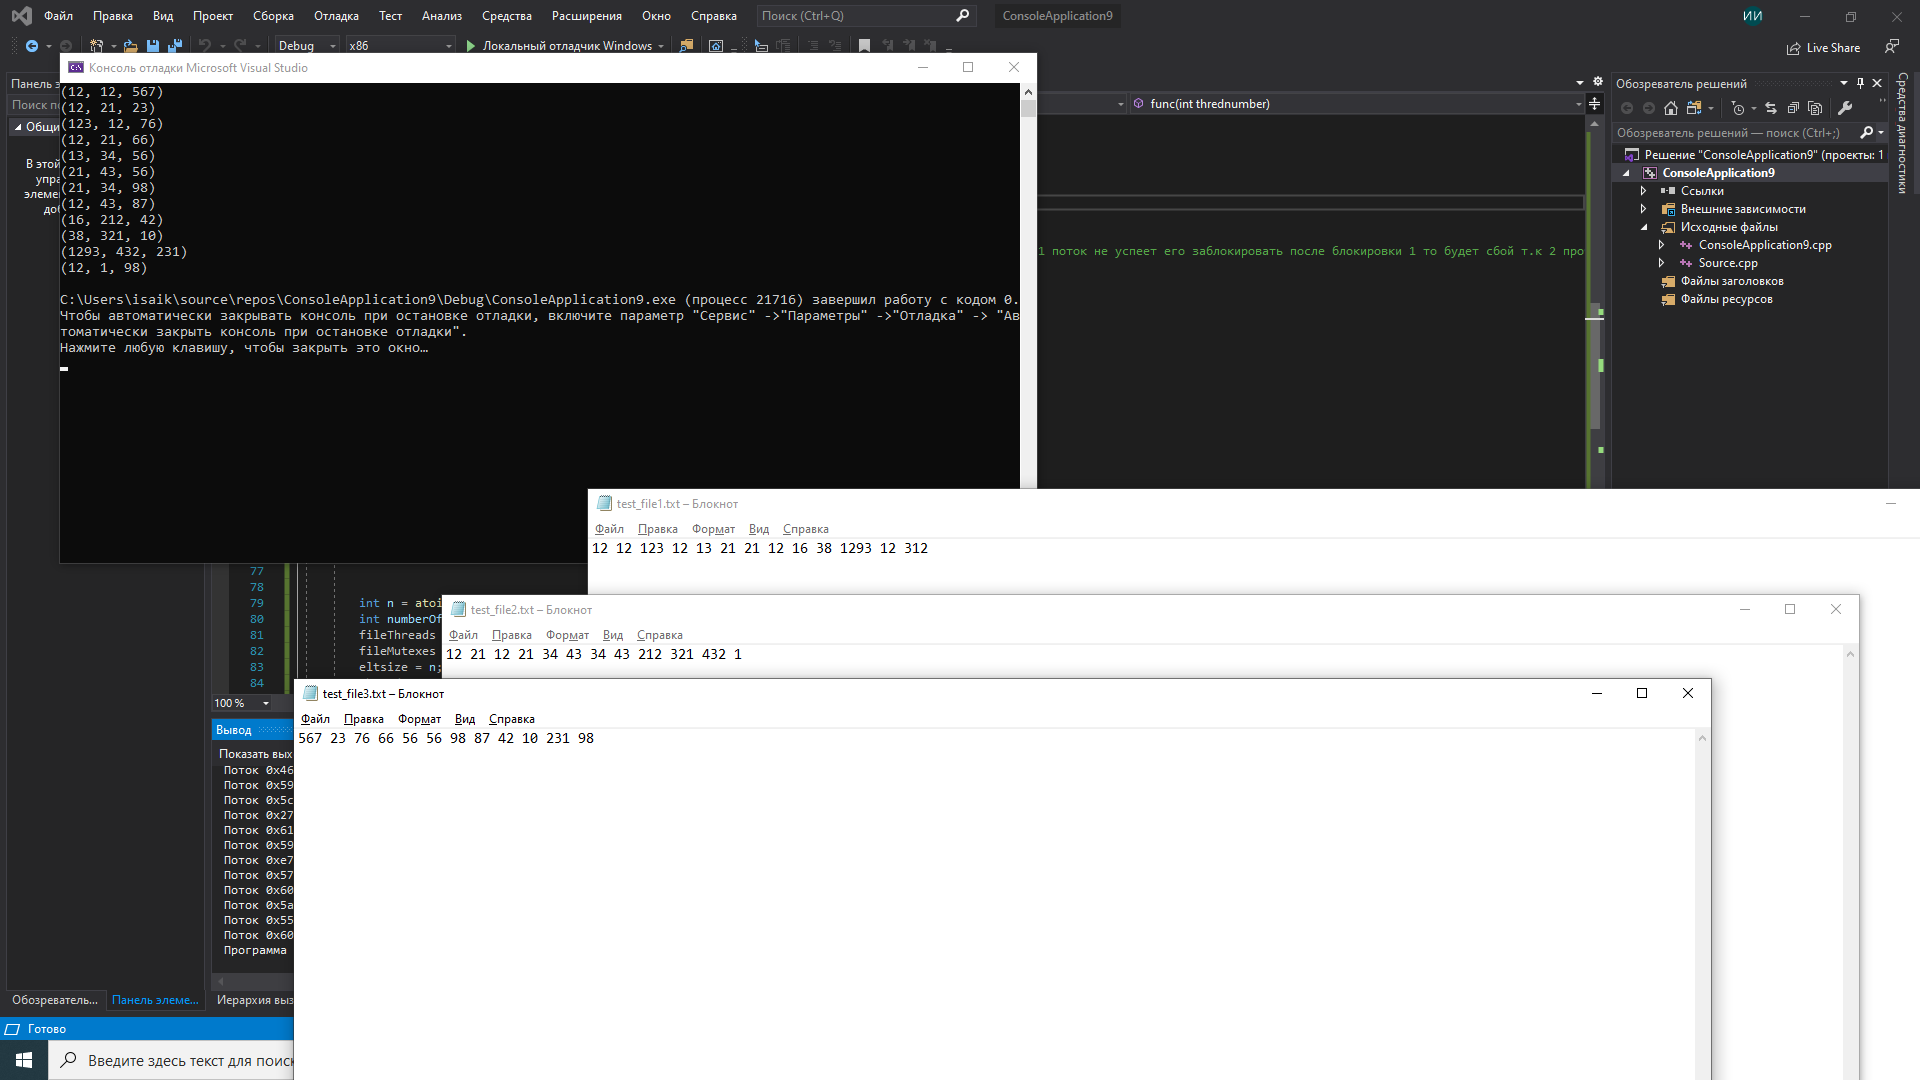 Файл Правка Вид Проект Сборка Отладка Тест Анализ Средства Расширения Окно Справка Поиск (Ctrl+Q) ConsoleApplication9 ИИ
Debug x86 Локальный отладчик Windows Live Share
Консоль отладки Microsoft Visual Studio
(12, 12, 567)
(12, 21, 23)
(123, 12, 76)
(12, 21, 66)
(13, 34, 56)
(21, 43, 56)
(21, 34, 98)
(12, 43, 87)
(16, 212, 42)
(38, 321, 10)
(1293, 432, 231)
(12, 1, 98)
C:\Users\isaik\source\repos\ConsoleApplication9\Debug\ConsoleApplication9.exe (процесс 21716) завершил работу с кодом 0.
Чтобы автоматически закрывать консоль при остановке отладки, включите параметр "Сервис" ->"Параметры" ->"Отладка" -> "Ав
томатически закрыть консоль при остановке отладки".
Нажмите любую клавишу, чтобы закрыть это окно…
Панель э
Поиск по
Общи
В этой
упра
элеме
доб
func(int thrednumber)
1 поток не успеет его заблокировать после блокировки 1 то будет сбой т.к 2 про
Обозреватель решений
Обозреватель решений — поиск (Ctrl+;)
Решение "ConsoleApplication9" (проекты: 1
ConsoleApplication9
Ссылки
Внешние зависимости
Исходные файлы
ConsoleApplication9.cpp
Source.cpp
Файлы заголовков
Файлы ресурсов
Средства диагностики
test_file1.txt – Блокнот
Файл Правка Формат Вид Справка
12 12 123 12 13 21 21 12 16 38 1293 12 312
77
78
79 int n = atoi
80 int numberOf
81 fileThreads
82 fileMutexes
83 eltsize = n;
84
100 %
test_file2.txt – Блокнот
Файл Правка Формат Вид Справка
12 21 12 21 34 43 34 43 212 321 432 1
test_file3.txt – Блокнот
Файл Правка Формат Вид Справка
567 23 76 66 56 56 98 87 42 10 231 98
Вывод
Показать вых
Поток 0x46
Поток 0x59
Поток 0x5c
Поток 0x27
Поток 0x61
Поток 0x59
Поток 0xe7
Поток 0x57
Поток 0x60
Поток 0x5a
Поток 0x55
Поток 0x60
Программа
Обозреватель... Панель элеме... Иерархия выз
Готово
Введите здесь текст для поиск